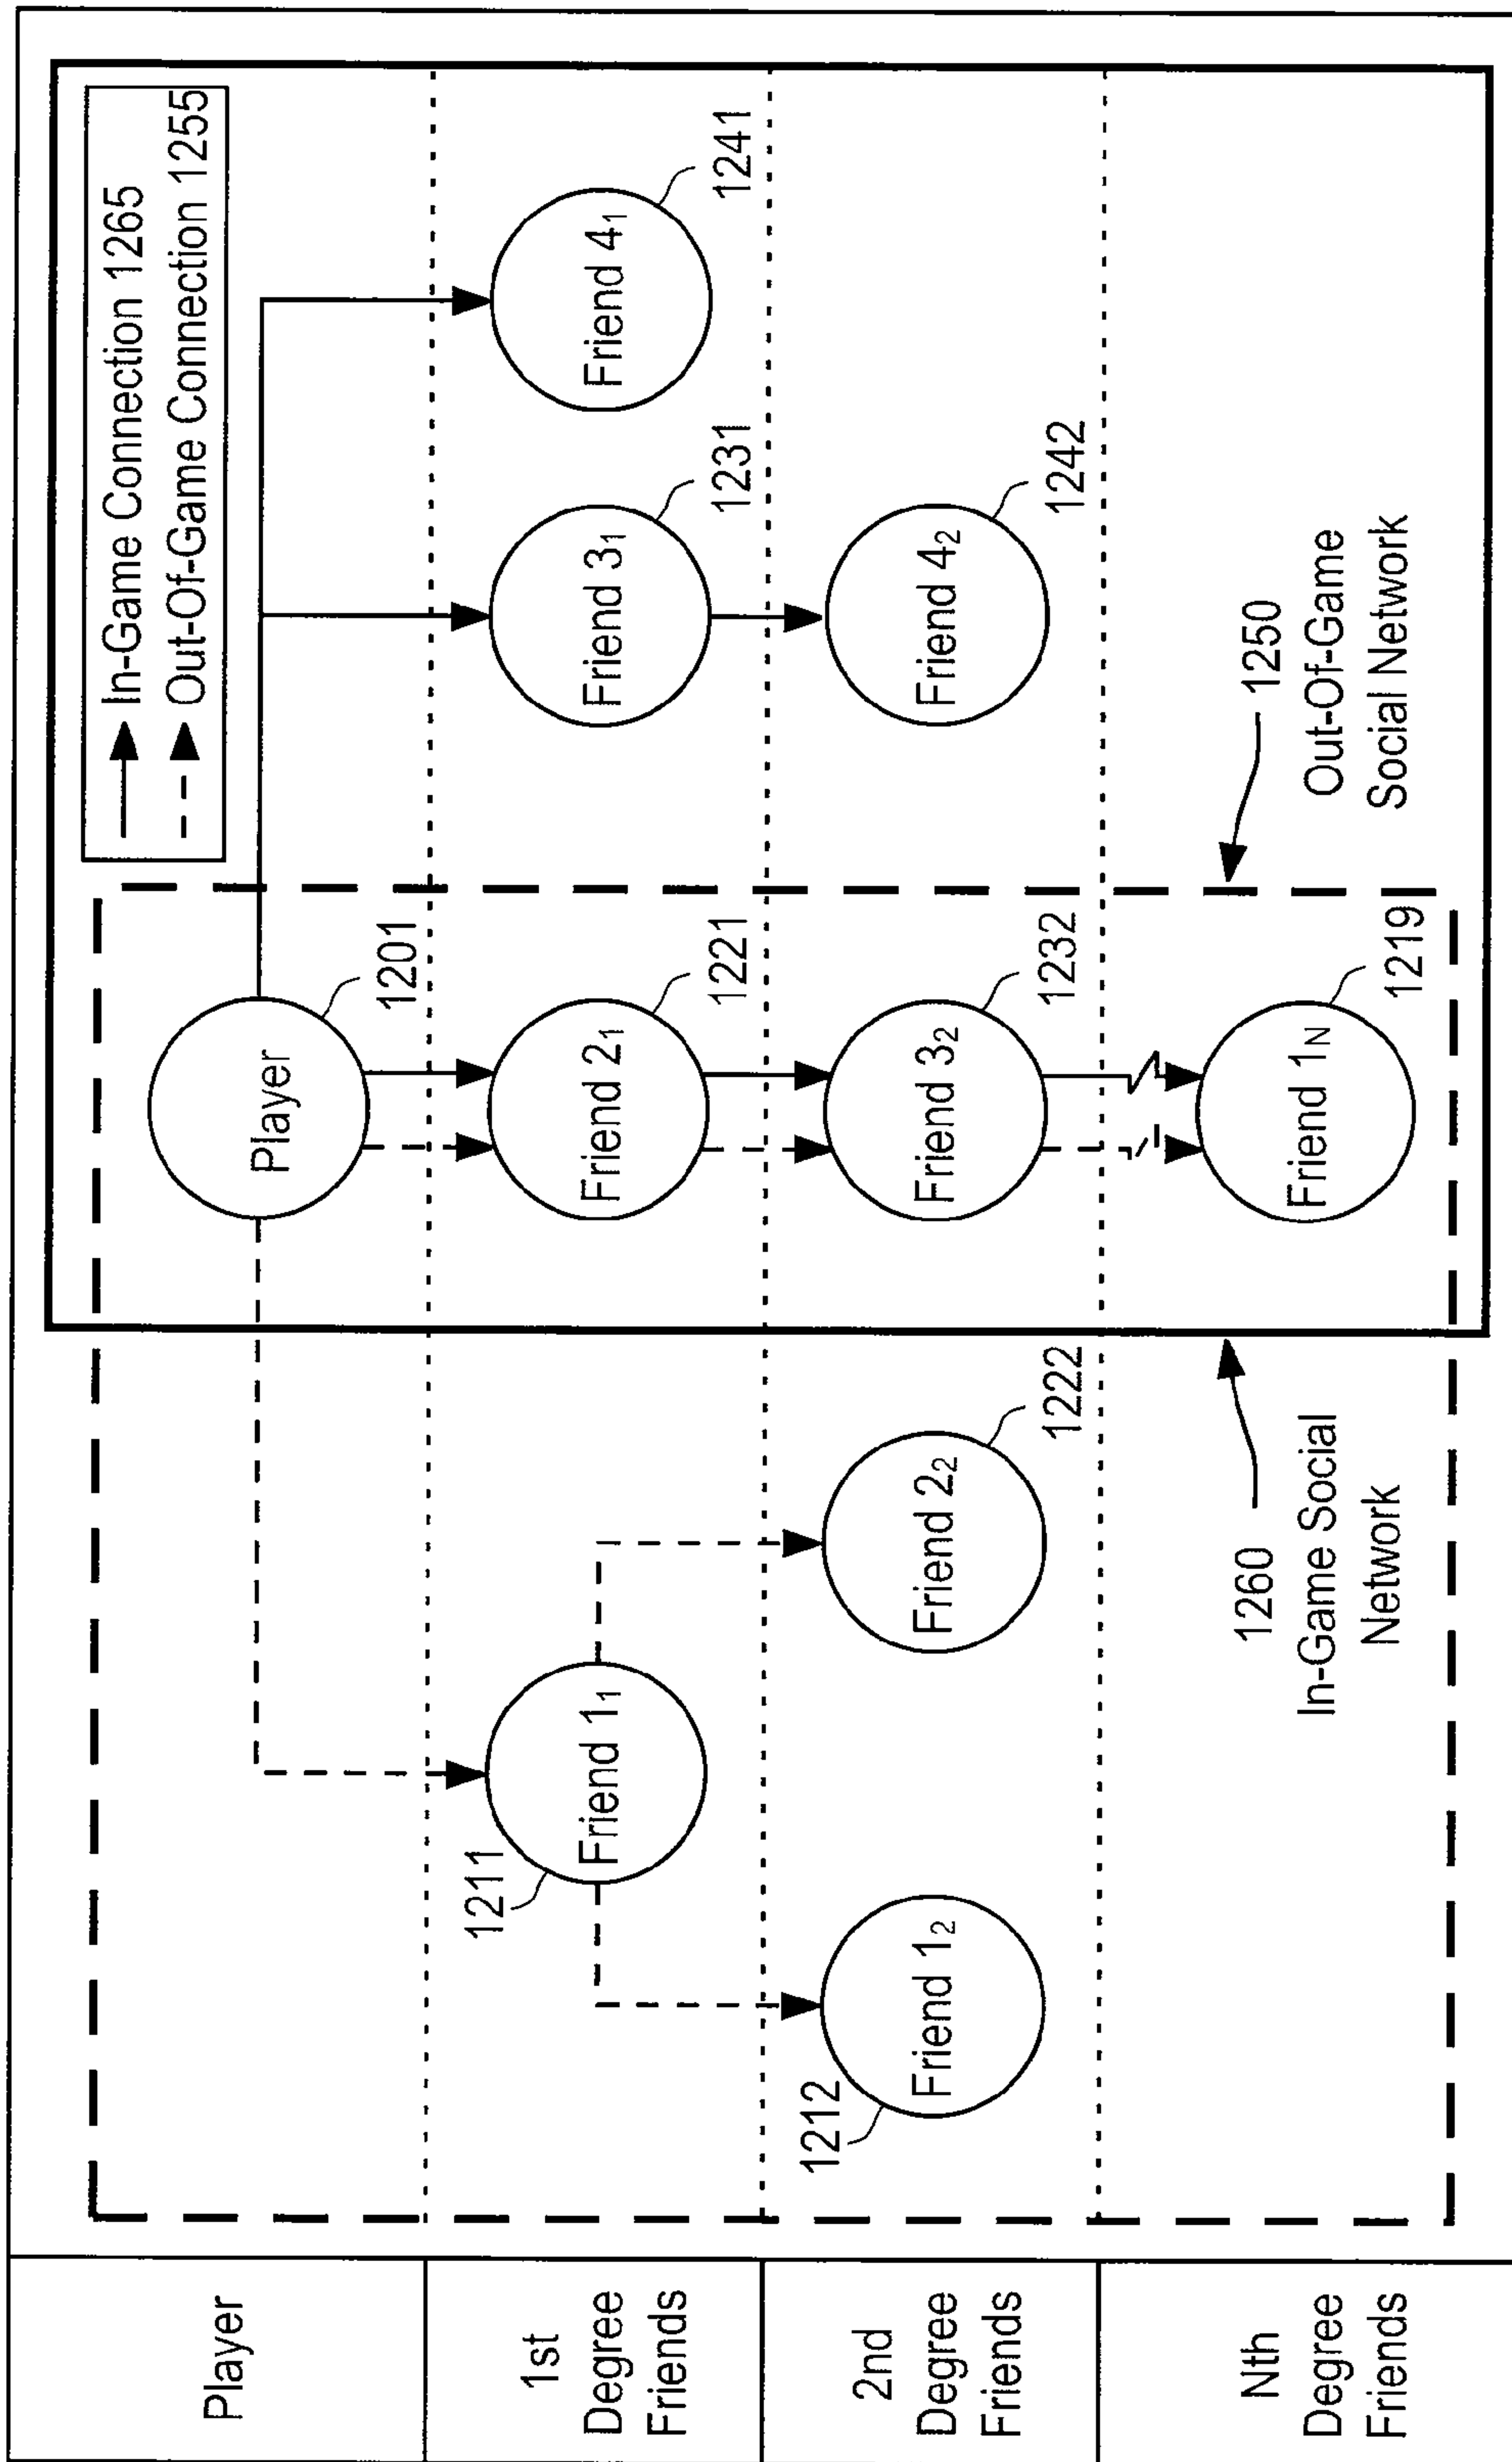 In-Game Connection 1265
Out-Of-Game Connection 1255
Player
Player
1201
1st
Degree
Friends
1211
Friend 1₁
Friend 2₁
1221
Friend 3₁
1231
Friend 4₁
1241
2nd
Degree
Friends
1212
Friend 1₂
Friend 2₂
1222
Friend 3₂
1232
Friend 4₂
1242
Nth
Degree
Friends
1260
In-Game Social
Network
Friend 1N
1219
1250
Out-Of-Game
Social Network